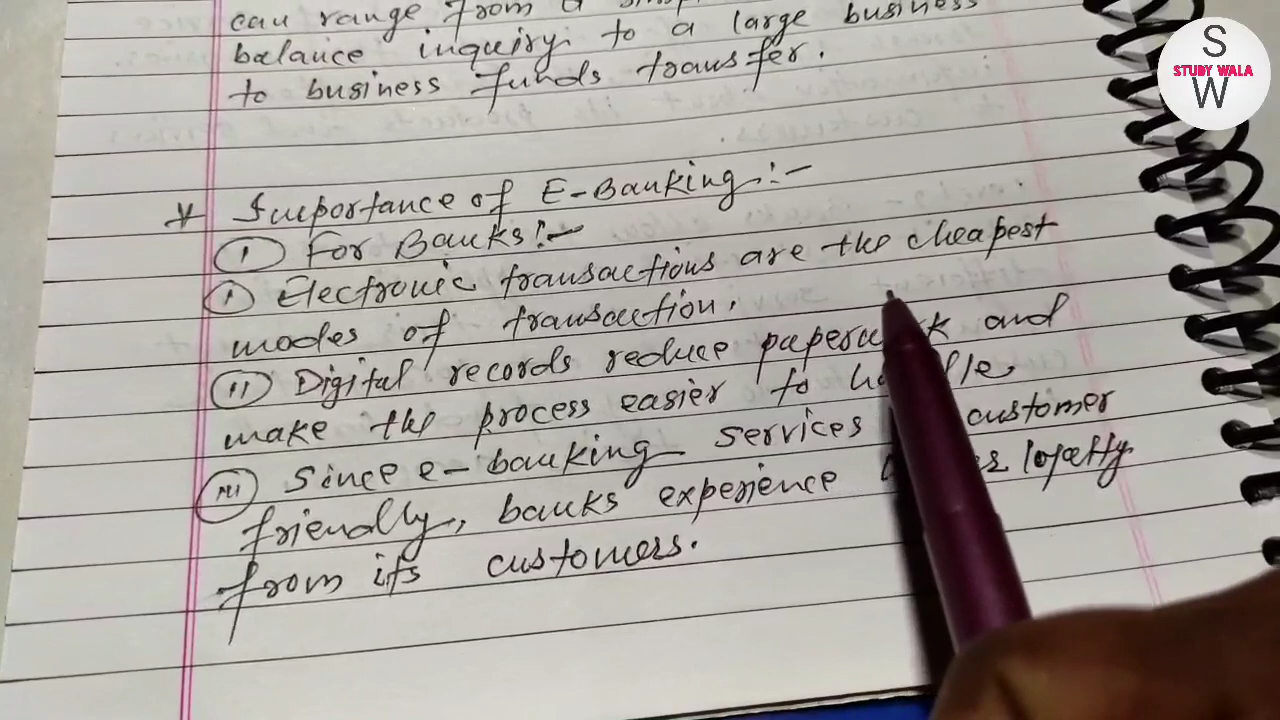 can range from a
balance inquiry to a large business
to business funds transfer.
* Importance of E-Banking :-
① For Banks :-
Ⓘ Electronic transactions are the cheapest
modes of transaction.
ⓘⓘ Digital records reduce paperwork and
make the process easier to
ⓘⓘⓘ Since e-banking services customer
friendly, banks experience loyalty
from its customers.
S
STUDY WALA
W